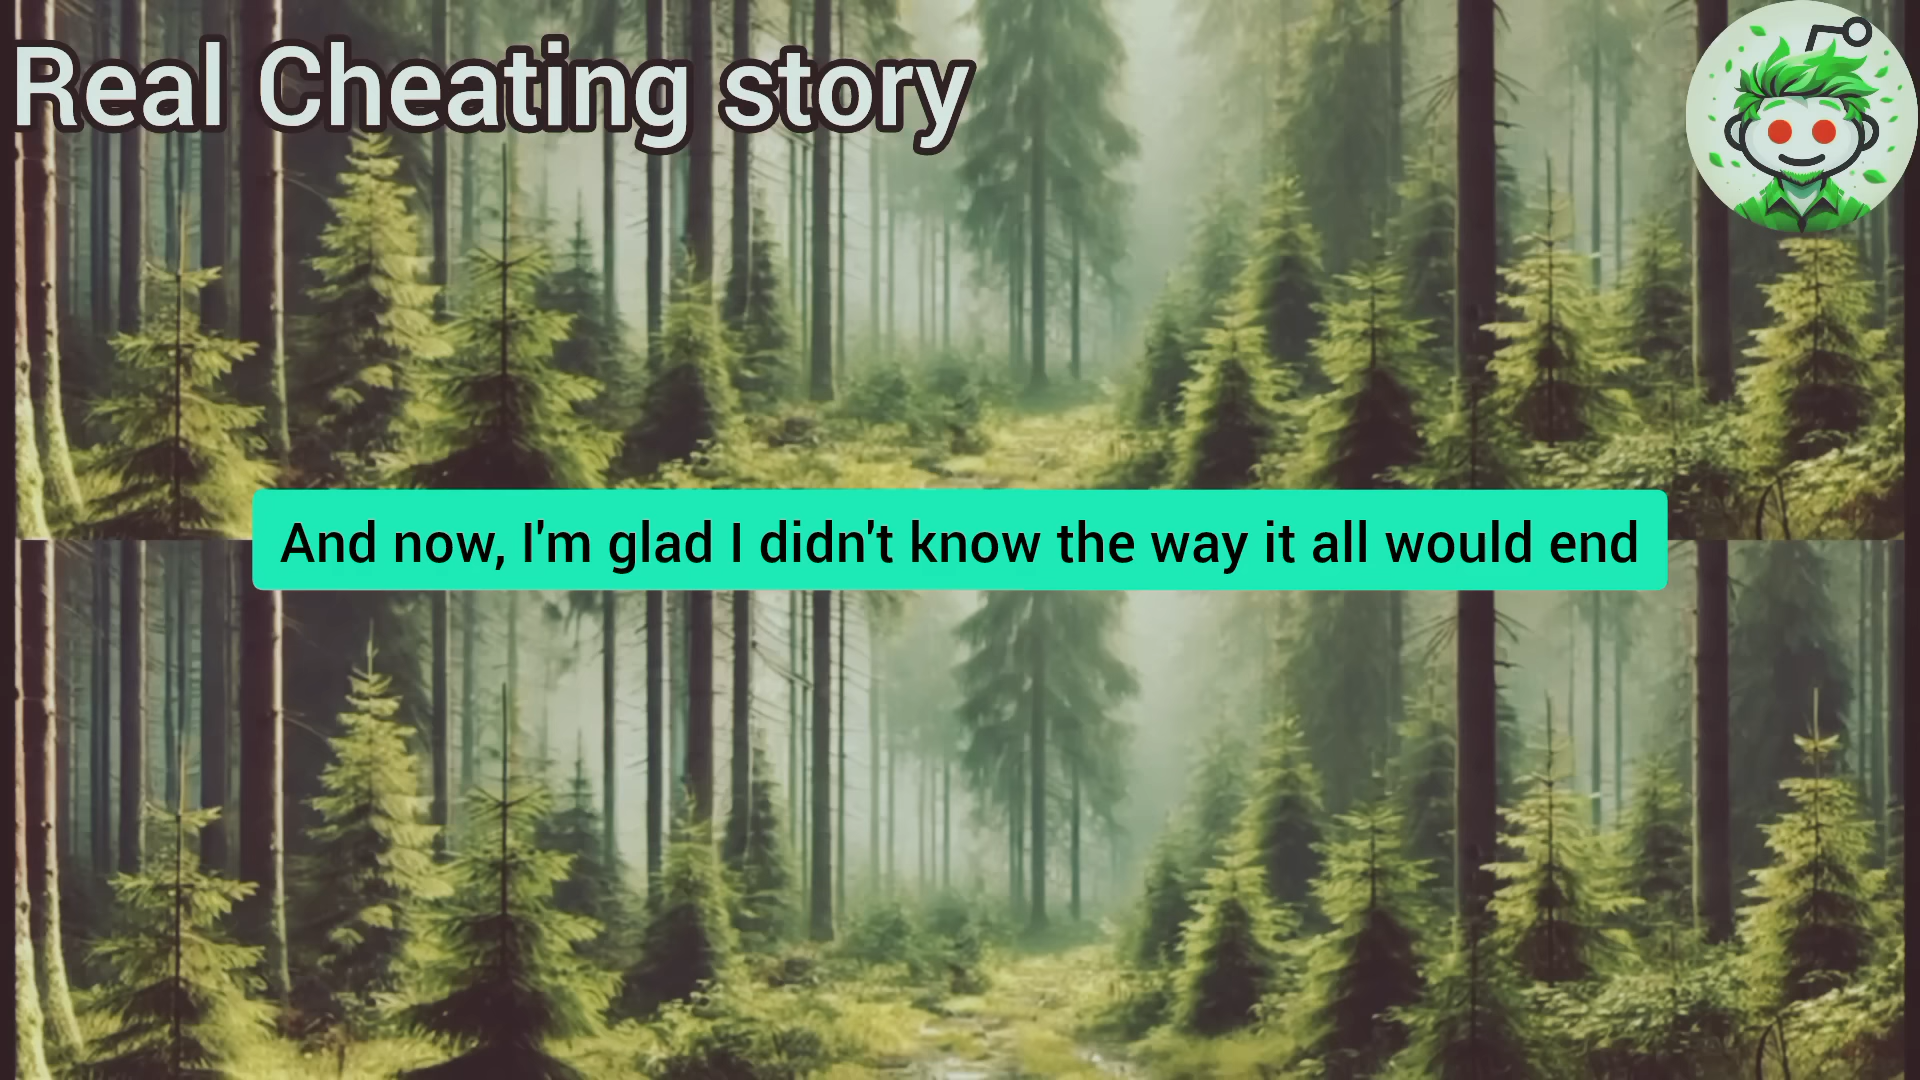 Real Cheating story
And now, I'm glad I didn't know the way it all would end